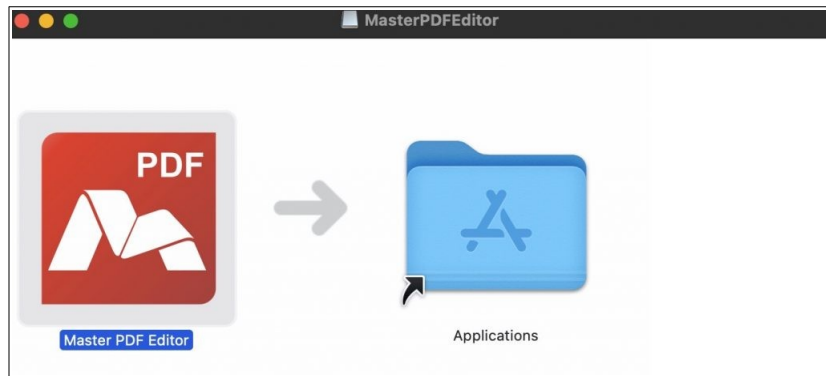 MasterPDFEditor
PDF
Master PDF Editor
Applications